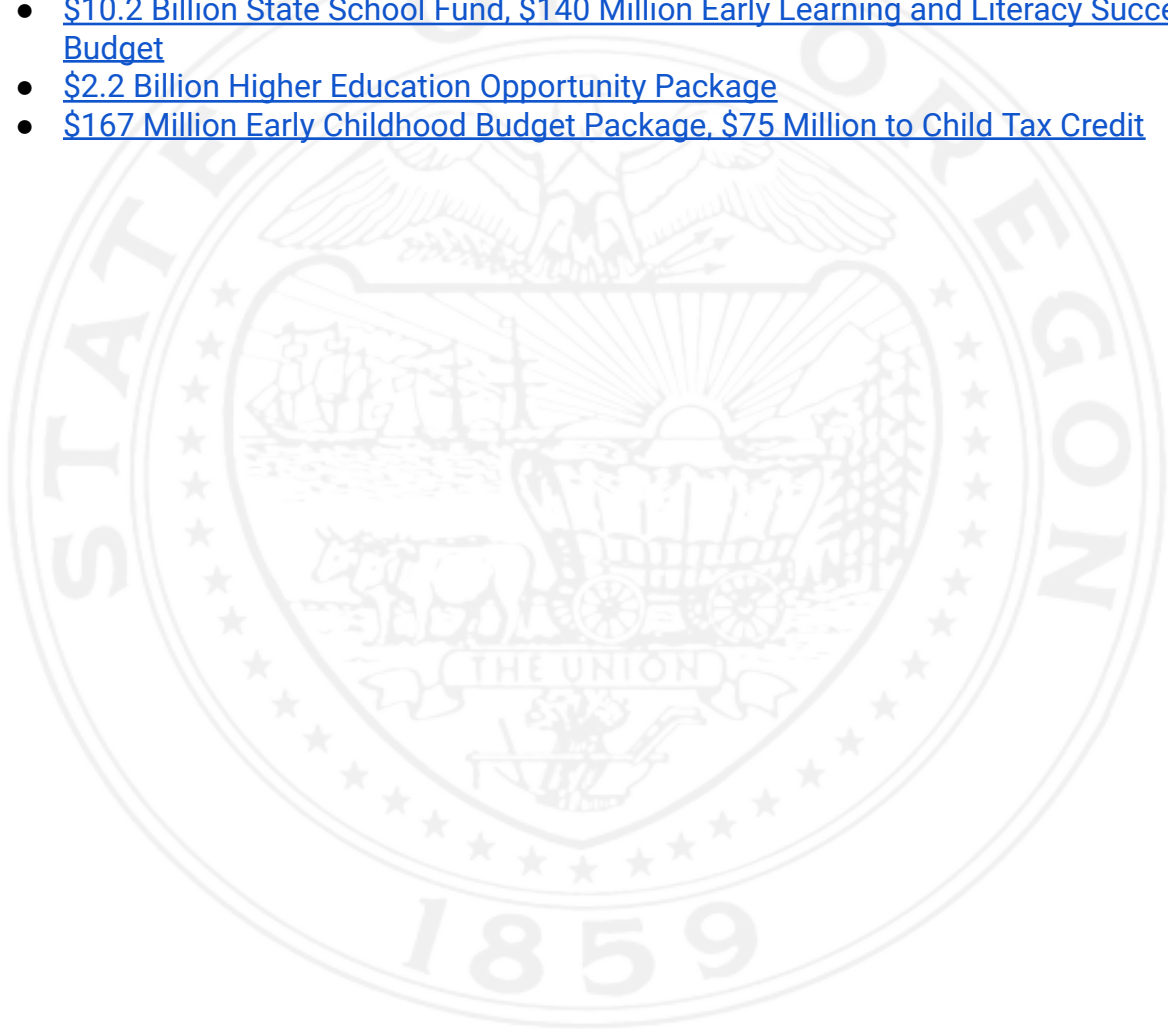 ● $10.2 Billion State School Fund, $140 Million Early Learning and Literacy
Budget
● $2.2 Billion Higher Education Opportunity Package
● $167 Million Early Childhood Budget Package, $75 Million to Child Tax Credit
STATE OF OREGON
THE UNION
1859